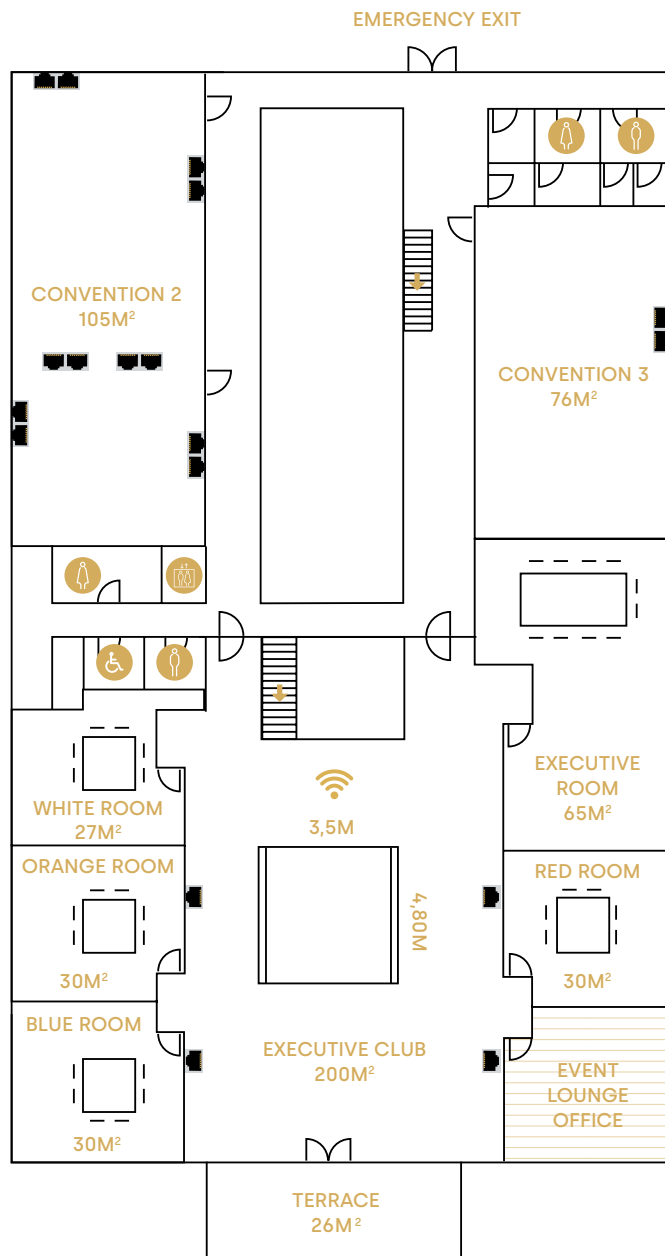 EMERGENCY EXIT
CONVENTION 2
105M²
CONVENTION 3
76M²
EXECUTIVE
ROOM
65M²
WHITE ROOM
27M²
3,5M
ORANGE ROOM
30M²
4,80M
RED ROOM
30M²
BLUE ROOM
30M²
EXECUTIVE CLUB
200M²
EVENT
LOUNGE
OFFICE
TERRACE
26M²